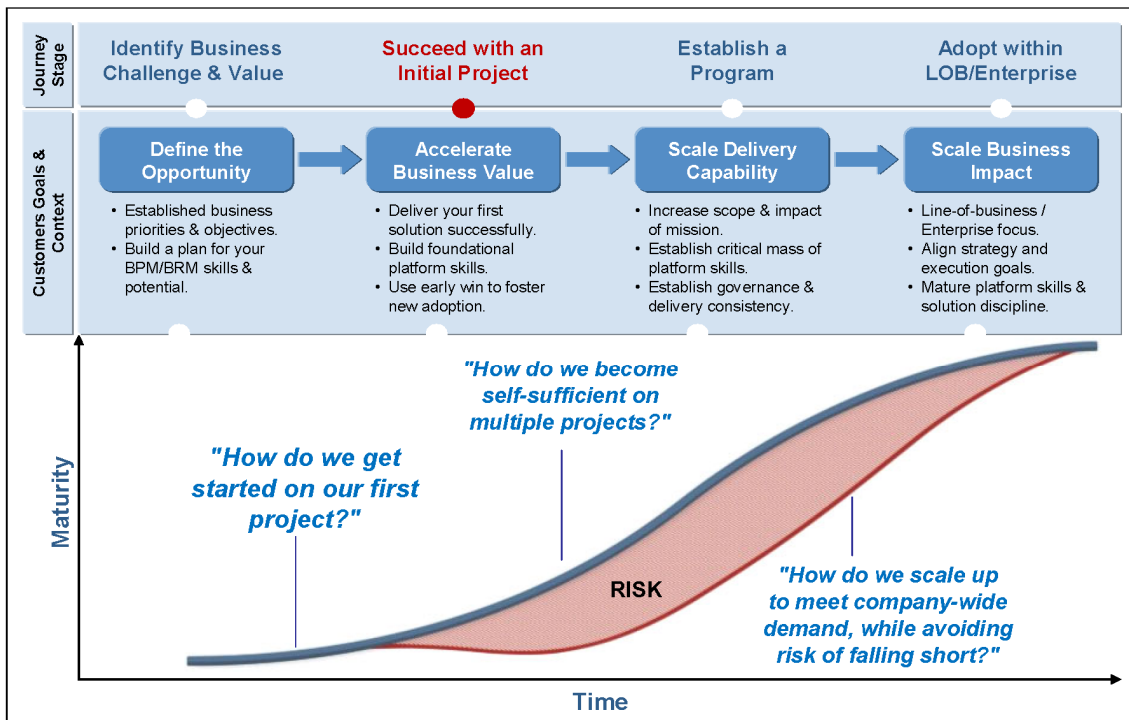 Journey
Stage
Identify Business
Challenge & Value
Succeed with an
Initial Project
Establish a
Program
Adopt within
LOB/Enterprise
Customers Goals &
Context
Define the
Opportunity
• Established business
priorities & objectives.
• Build a plan for your
BPM/BRM skills &
potential.
Accelerate
Business Value
• Deliver your first
solution successfully.
• Build foundational
platform skills.
• Use early win to foster
new adoption.
Scale Delivery
Capability
• Increase scope & impact
of mission.
• Establish critical mass of
platform skills.
• Establish governance &
delivery consistency.
Scale Business
Impact
• Line-of-business /
Enterprise focus.
• Align strategy and
execution goals.
• Mature platform skills &
solution discipline.
Maturity
"How do we get
started on our first
project?"
"How do we become
self-sufficient on
multiple projects?"
RISK
"How do we scale up
to meet company-wide
demand, while avoiding
risk of falling short?"
Time